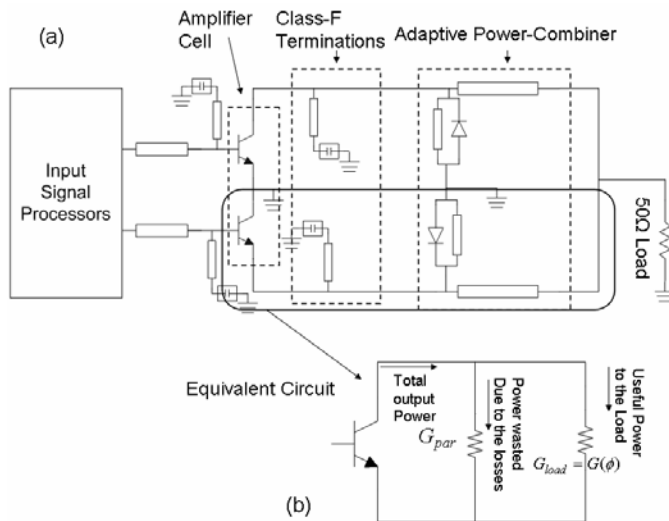 (a)
Amplifier
Cell
Class-F
Terminations
Adaptive Power-Combiner
Input
Signal
Processors
50Ω Load
Equivalent Circuit
Total
output
Power
G_par
Power wasted
Due to the losses
Useful Power
to the Load
G_load = G(ϕ)
(b)